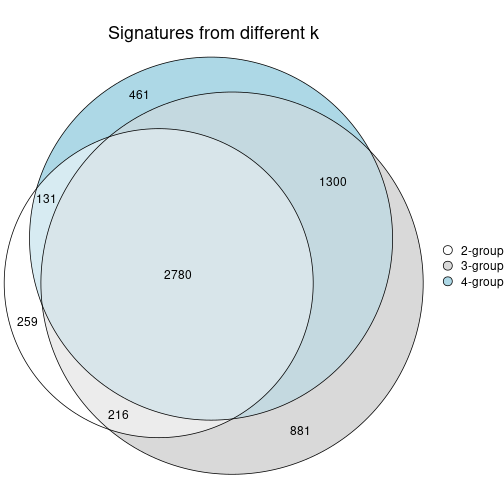 Signatures from different k
461
1300
131
2780
259
216
881
2-group
3-group
4-group